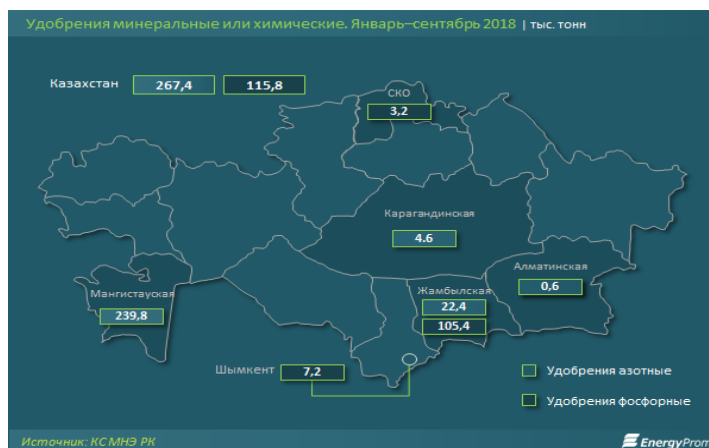 Удобрения минеральные или химические. Январь–сентябрь 2018 | тыс. тонн
Казахстан 267,4 115,8
СКО
3,2
Карагандинская
4.6
Алматинская
0,6
Мангистауская
239,8
Жамбылская
22,4
105,4
Шымкент 7,2
Удобрения азотные
Удобрения фосфорные
Источник: КС МНЭ РК
EnergyProm